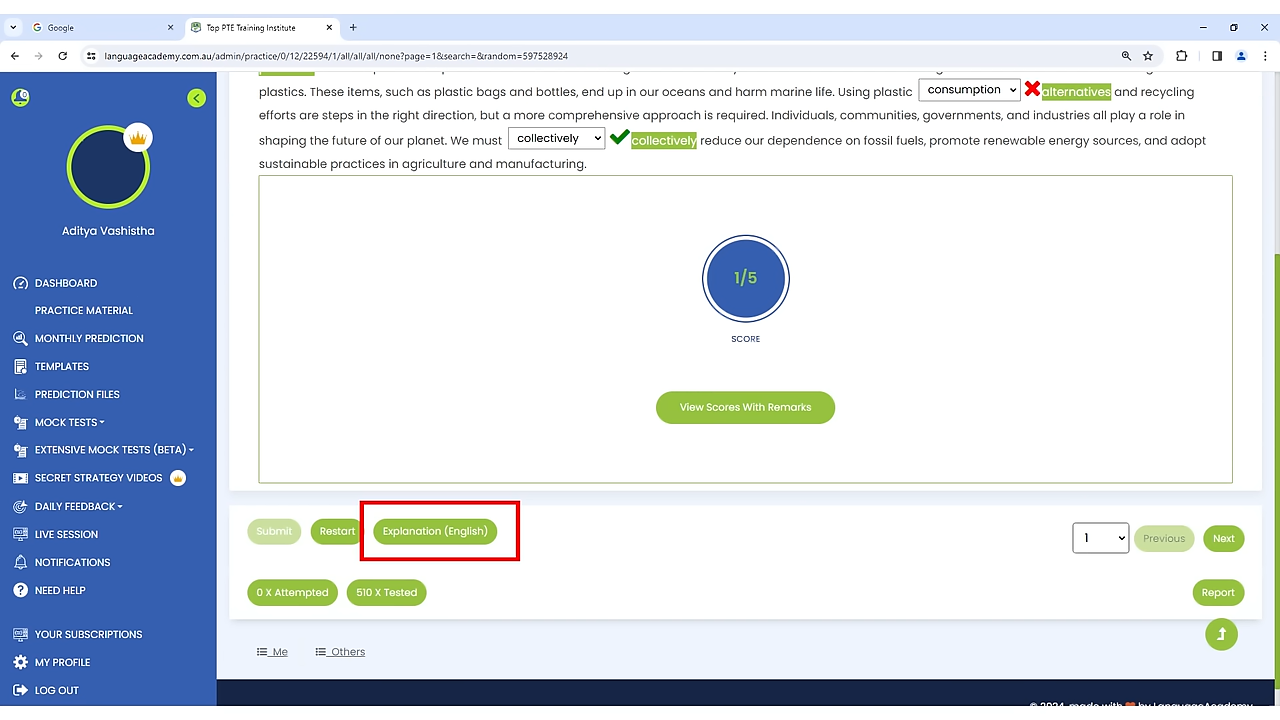 Google
Top PTE Training Institute
languageacademy.com.au/admin/practice/0/12/22594/1/all/all/all/none?page=1&search=&random=597528924
Aditya Vashistha
DASHBOARD
PRACTICE MATERIAL
MONTHLY PREDICTION
TEMPLATES
PREDICTION FILES
MOCK TESTS
EXTENSIVE MOCK TESTS (BETA)
SECRET STRATEGY VIDEOS
DAILY FEEDBACK
LIVE SESSION
NOTIFICATIONS
NEED HELP
YOUR SUBSCRIPTIONS
MY PROFILE
LOG OUT
plastics. These items, such as plastic bags and bottles, end up in our oceans and harm marine life. Using plastic consumption alternatives and recycling
efforts are steps in the right direction, but a more comprehensive approach is required. Individuals, communities, governments, and industries all play a role in
shaping the future of our planet. We must collectively collectively reduce our dependence on fossil fuels, promote renewable energy sources, and adopt
sustainable practices in agriculture and manufacturing.
1/5
SCORE
View Scores With Remarks
Submit Restart Explanation (English) 1 Previous Next
0 X Attempted 510 X Tested Report
Me Others
© 2024, made with by LanguageAcademy